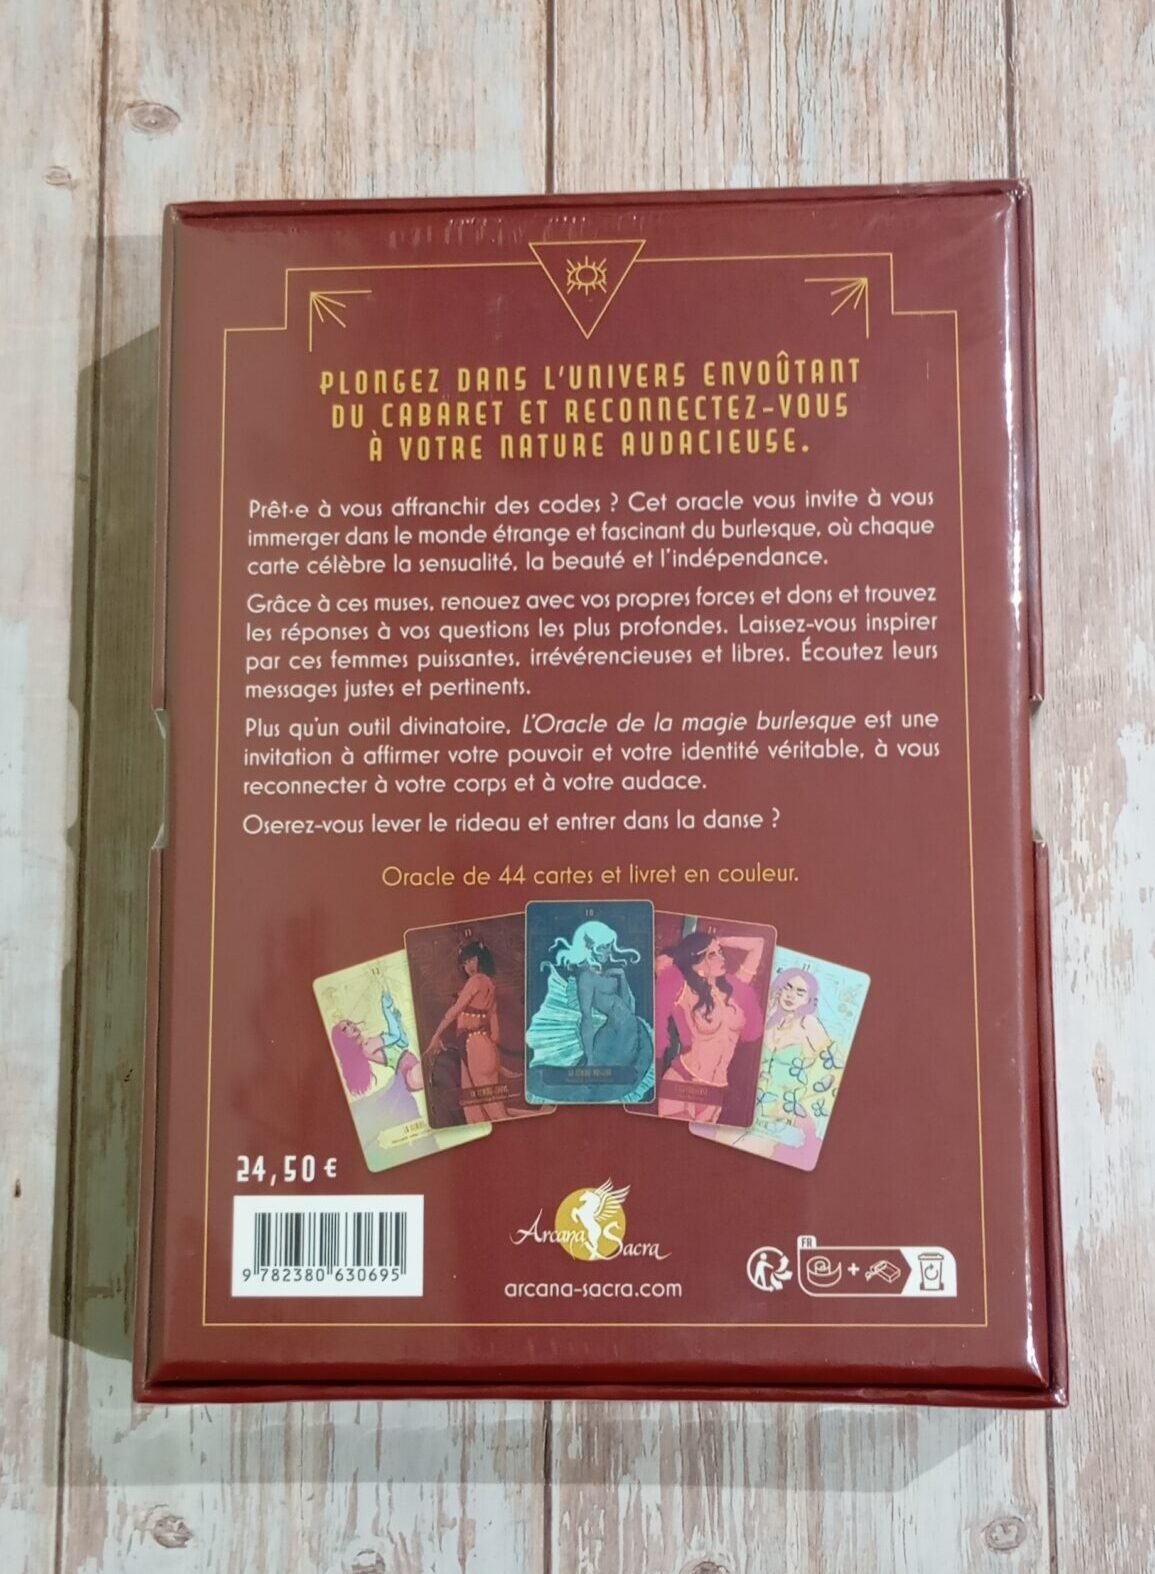 PLONGEZ DANS L'UNIVERS ENVOÛTANT
DU CABARET ET RECONNECTEZ-VOUS
À VOTRE NATURE AUDACIEUSE.
Prêt·e à vous affranchir des codes ? Cet oracle vous invite à vous
immerger dans le monde étrange et fascinant du burlesque, où chaque
carte célèbre la sensualité, la beauté et l'indépendance.
Grâce à ces muses, renouez avec vos propres forces et dons et trouvez
les réponses à vos questions les plus profondes. Laissez-vous inspirer
par ces femmes puissantes, irrévérencieuses et libres. Écoutez leurs
messages justes et pertinents.
Plus qu'un outil divinatoire, L'Oracle de la magie burlesque est une
invitation à affirmer votre pouvoir et votre identité véritable, à vous
reconnecter à votre corps et à votre audace.
Oserez-vous lever le rideau et entrer dans la danse ?
Oracle de 44 cartes et livret en couleur.
24,50 €
9 782380 630695
Arcana Sacra
arcana-sacra.com
FR
+